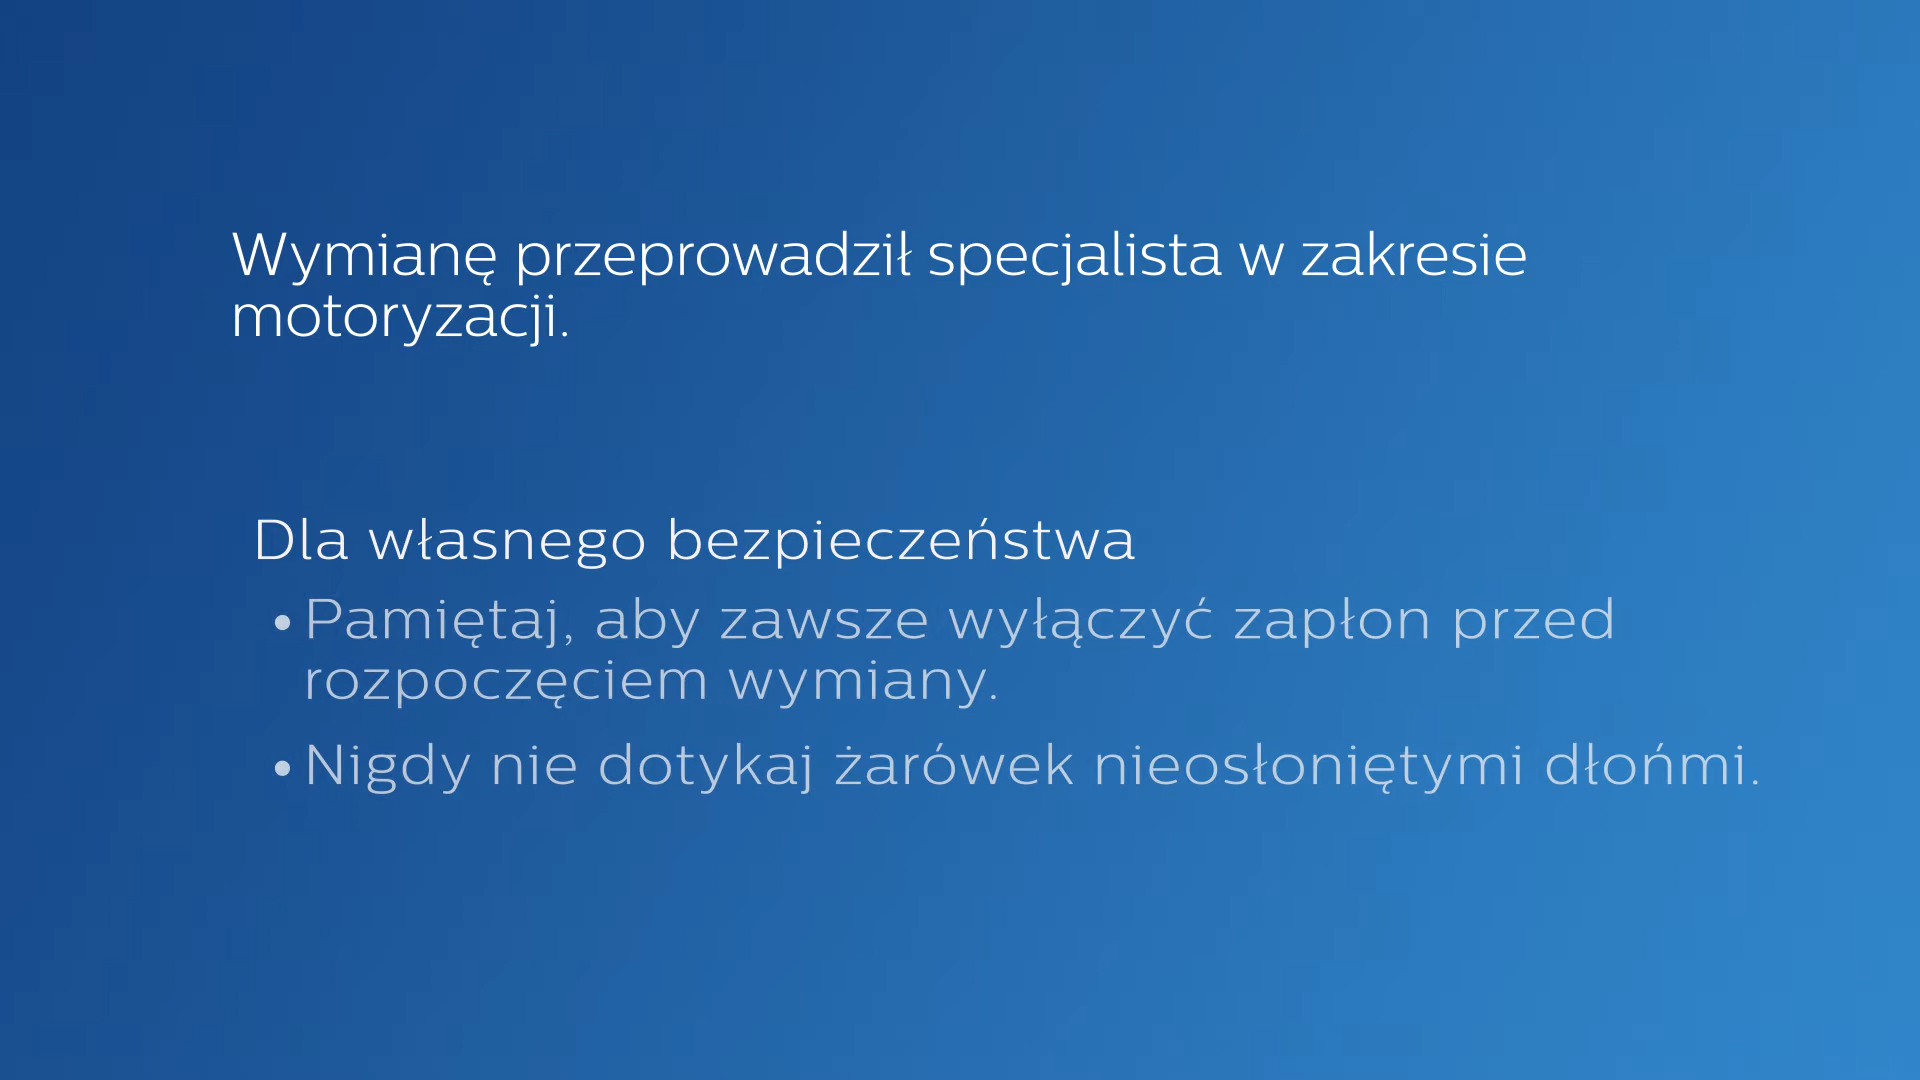 Wymianę przeprowadził specjalista w zakresie
motoryzacji.
Dla własnego bezpieczeństwa
• Pamiętaj, aby zawsze wyłączyć zapłon przed
rozpoczęciem wymiany.
• Nigdy nie dotykaj żarówek nieosłoniętymi dłońmi.